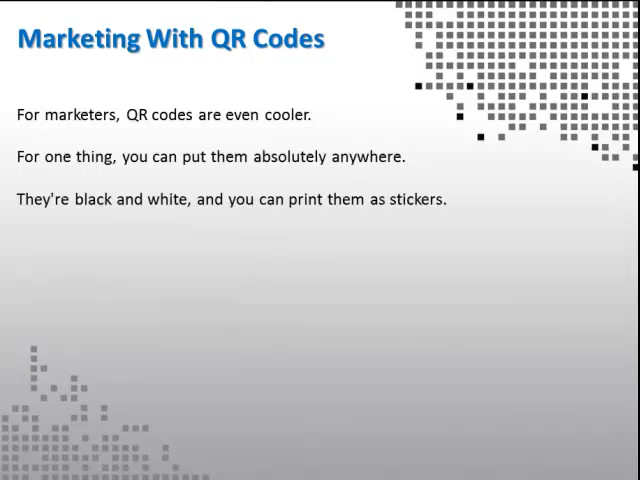 Marketing With QR Codes
For marketers, QR codes are even cooler.
For one thing, you can put them absolutely anywhere.
They're black and white, and you can print them as stickers.